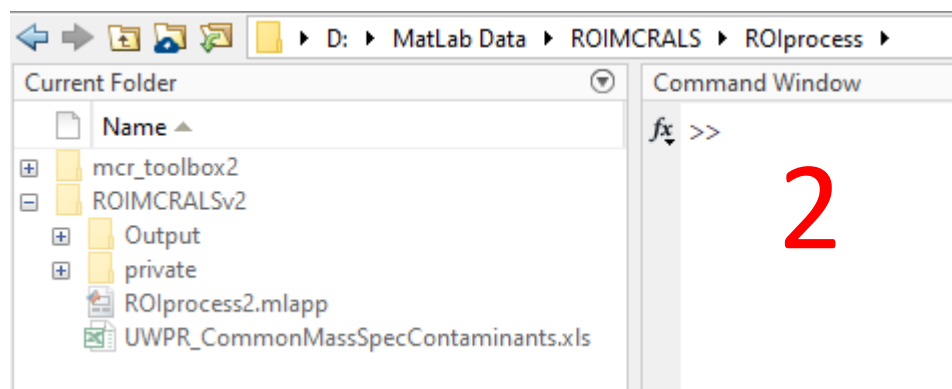 D: MatLab Data ROIMCRALS ROIprocess
Current Folder
Command Window
Name
fx >>
mcr_toolbox2
ROIMCRALSv2
Output
private
ROIprocess2.mlapp
UWPR_CommonMassSpecContaminants.xls
2